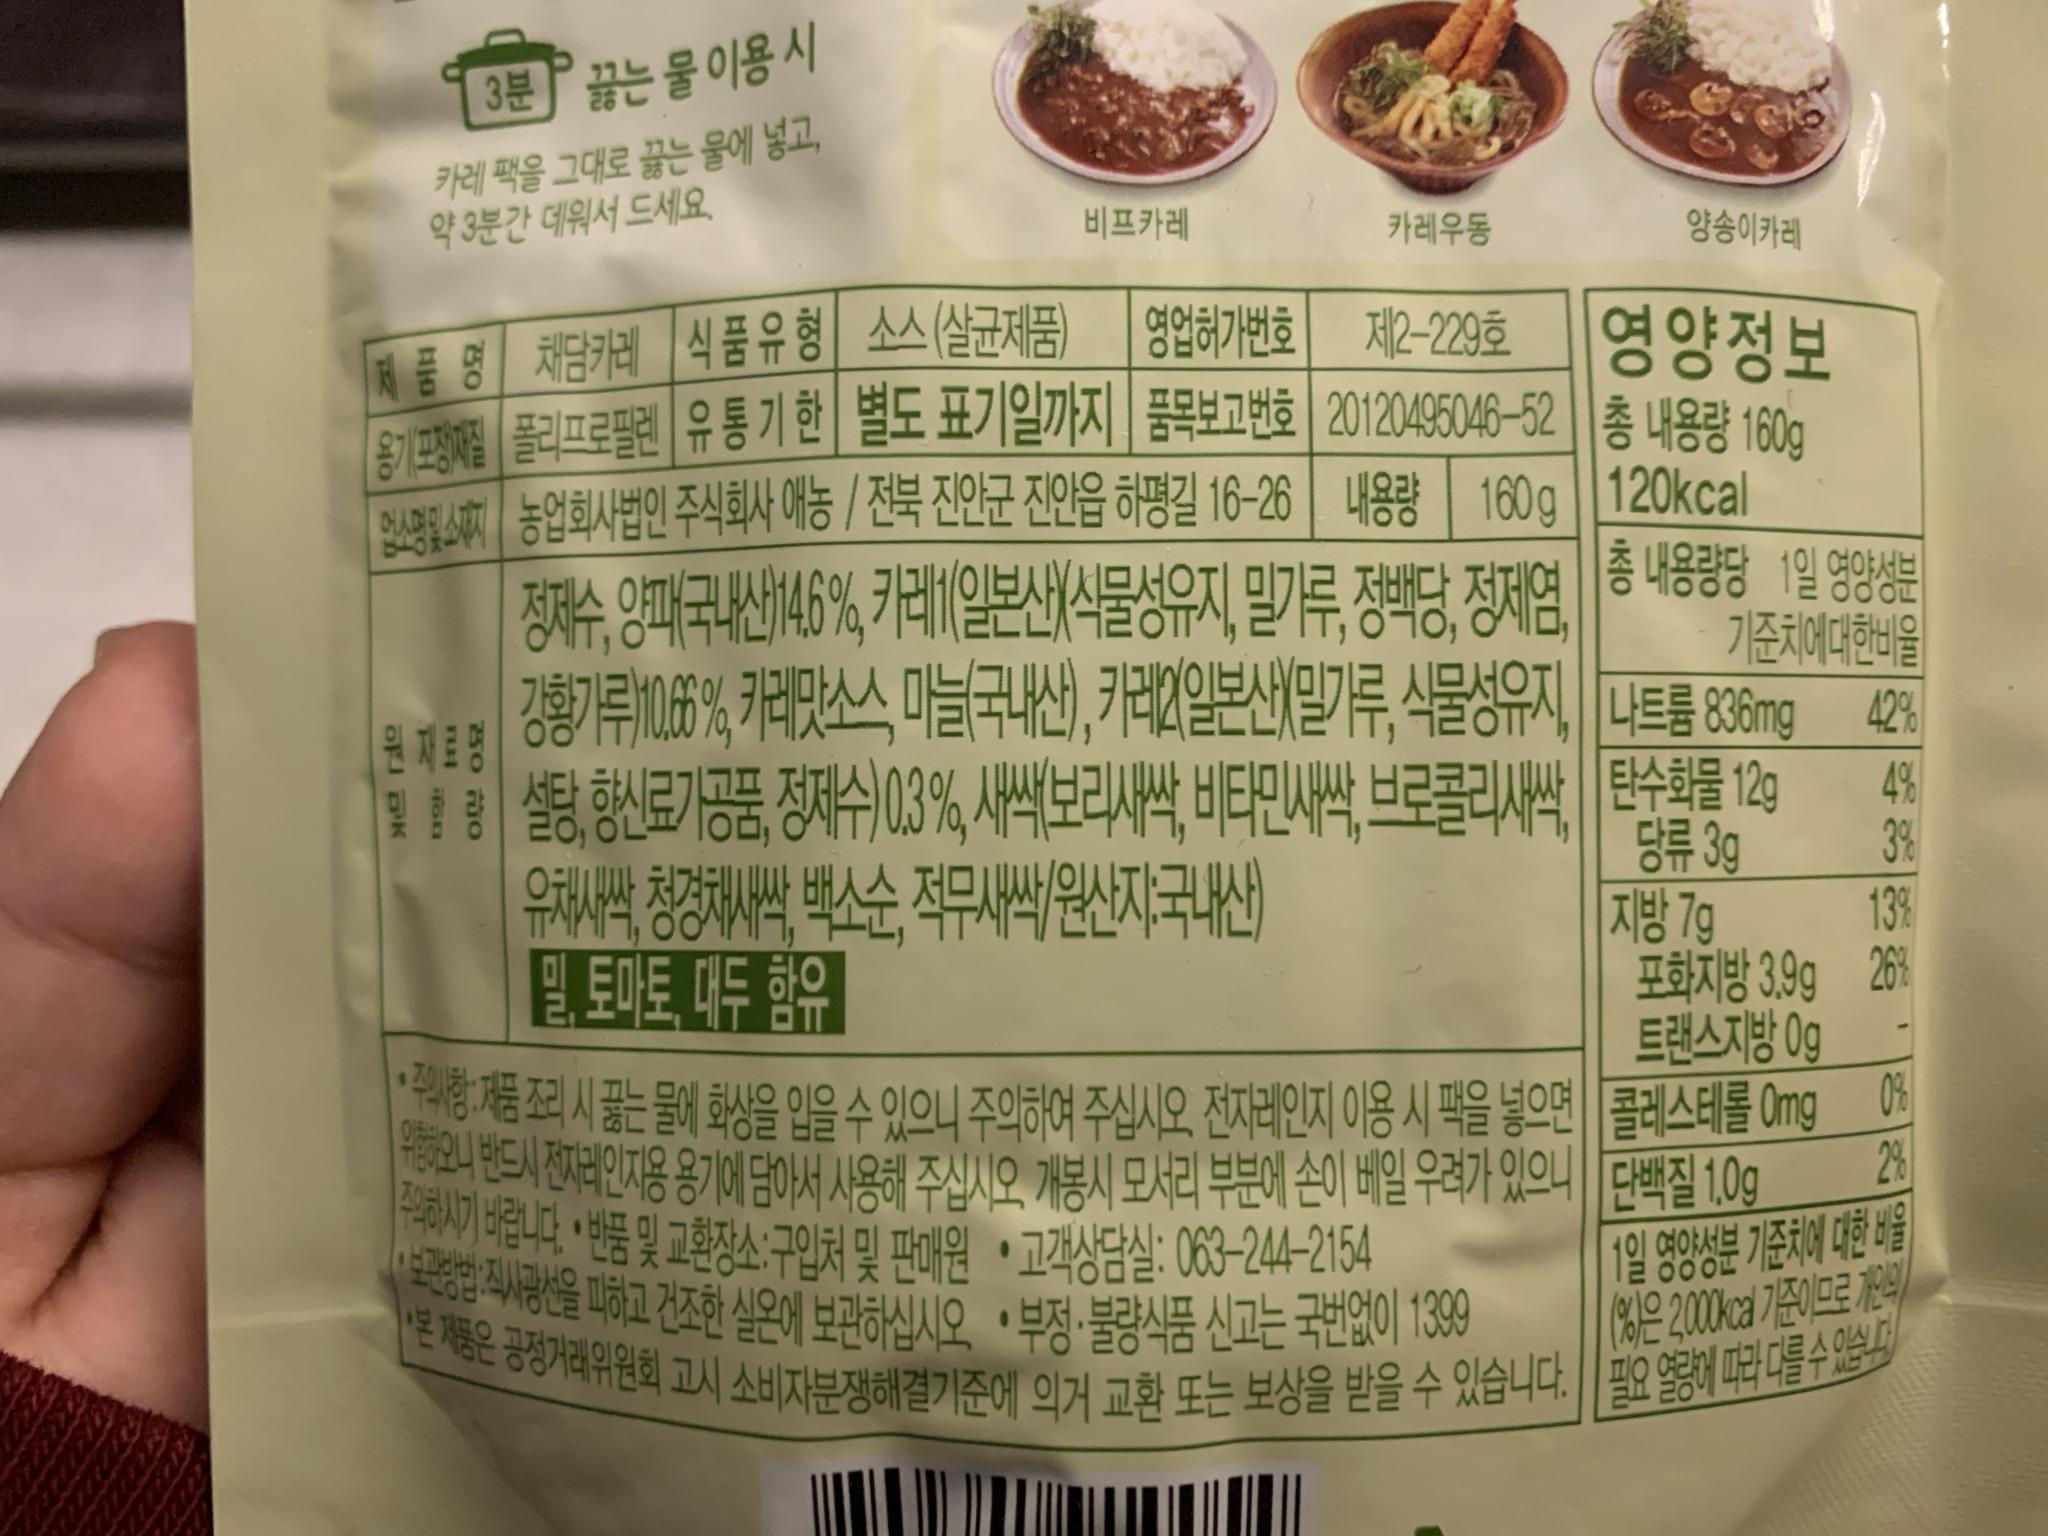 3분 끓는 물 이용 시
카레 팩을 그대로 끓는 물에 넣고,
약 3분간 데워서 드세요.
비프카레 카레우동 양송이카레
제 품 명 채담카레 식품유형 소스(살균제품) 영업허가번호 제2-229호
용기(포장)재질 폴리프로필렌 유통기한 별도 표기일까지 품목보고번호 20120495046-52
업소명및소재지 농업회사법인 주식회사 애농 / 전북 진안군 진안읍 하평길 16-26 내용량 160g
원재료명
및 함 량
정제수, 양파(국내산)14.6%, 카레1(일본산)(식물성유지, 밀가루, 정백당, 정제염,
강황가루)10.66%, 카레맛소스, 마늘(국내산), 카레2(일본산)(밀가루, 식물성유지,
설탕, 향신료가공품, 정제수)0.3%, 새싹(보리새싹, 비타민새싹, 브로콜리새싹,
유채새싹, 청경채새싹, 백소순, 적무새싹/원산지:국내산)
밀, 토마토, 대두 함유
• 주의사항 : 제품 조리 시 끓는 물에 화상을 입을 수 있으니 주의하여 주십시오. 전자레인지 이용 시 팩을 넣으면
위험하오니 반드시 전자레인지용 용기에 담아서 사용해 주십시오. 개봉시 모서리 부분에 손이 베일 우려가 있으니
주의하시기 바랍니다. • 반품 및 교환장소:구입처 및 판매원 • 고객상담실: 063-244-2154
• 보관방법:직사광선을 피하고 건조한 실온에 보관하십시오. • 부정·불량식품 신고는 국번없이 1399
• 본 제품은 공정거래위원회 고시 소비자분쟁해결기준에 의거 교환 또는 보상을 받을 수 있습니다.
영양정보
총 내용량 160g
120kcal
총 내용량당 1일 영양성분
기준치에대한비율
나트륨 836mg 42%
탄수화물 12g 4%
당류 3g 3%
지방 7g 13%
포화지방 3.9g 26%
트랜스지방 0g -
콜레스테롤 0mg 0%
단백질 1.0g 2%
1일 영양성분 기준치에 대한 비율
(%)은 2,000kcal 기준이므로 개인의
필요 열량에 따라 다를 수 있습니다.